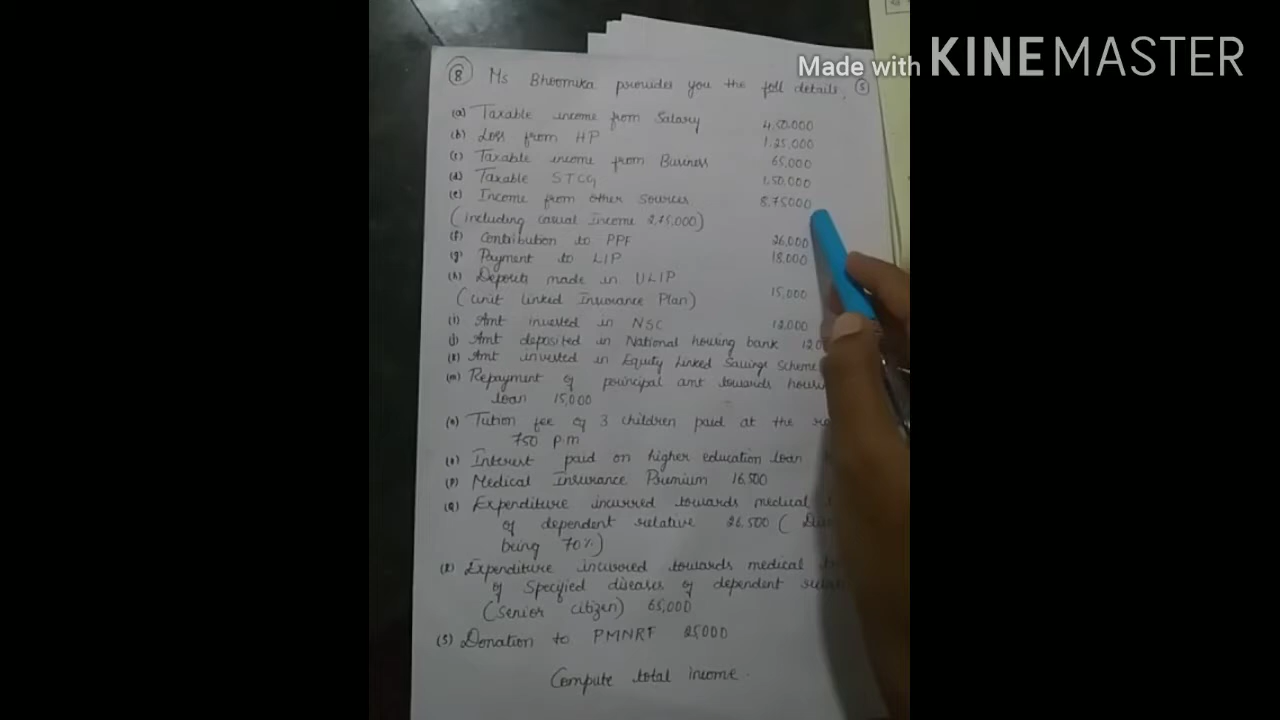 Made with KINEMASTER
(8) Ms Bhoomika provides you the foll details. (5)
(a) Taxable income from Salary 4,50,000
(b) Loss from HP 1,25,000
(c) Taxable income from Business 65,000
(d) Taxable STCG 1,50,000
(e) Income from other sources 8,75000
(including casual Income 2,75,000)
(f) Contribution to PPF 26,000
(g) Payment to LIP 18,000
(h) Deposits made in ULIP
(unit linked Insurance Plan) 15,000
(i) Amt invested in NSC 12,000
(j) Amt deposited in National housing bank
(k) Amt invested in Equity Linked Savings Scheme
(m) Repayment of principal amt towards
loan 15,000
(n) Tution fee of 3 children paid at the
750 p.m
(o) Interest paid on higher education loan
(p) Medical Insurance Premium 16,500
(Q) Expenditure incurred towards medical
of dependent relative 26,500 (
being 70%)
(R) Expenditure incurred towards medical
of Specified diseases of dependent
(Senior citizen) 65,000
(S) Donation to PMNRF 25000
Compute total income.